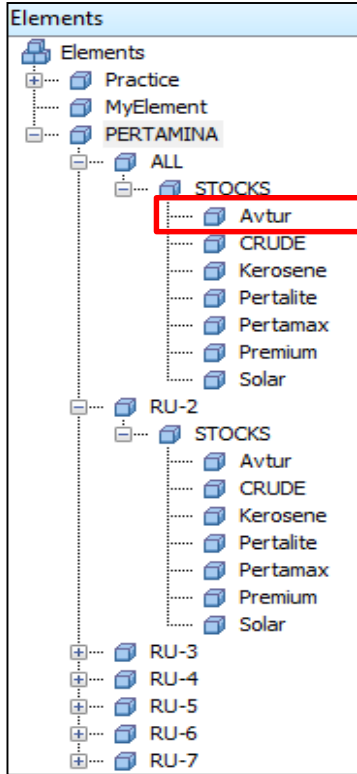 Elements
Elements
Practice
MyElement
PERTAMINA
ALL
STOCKS
Avtur
CRUDE
Kerosene
Pertalite
Pertamax
Premium
Solar
RU-2
STOCKS
Avtur
CRUDE
Kerosene
Pertalite
Pertamax
Premium
Solar
RU-3
RU-4
RU-5
RU-6
RU-7